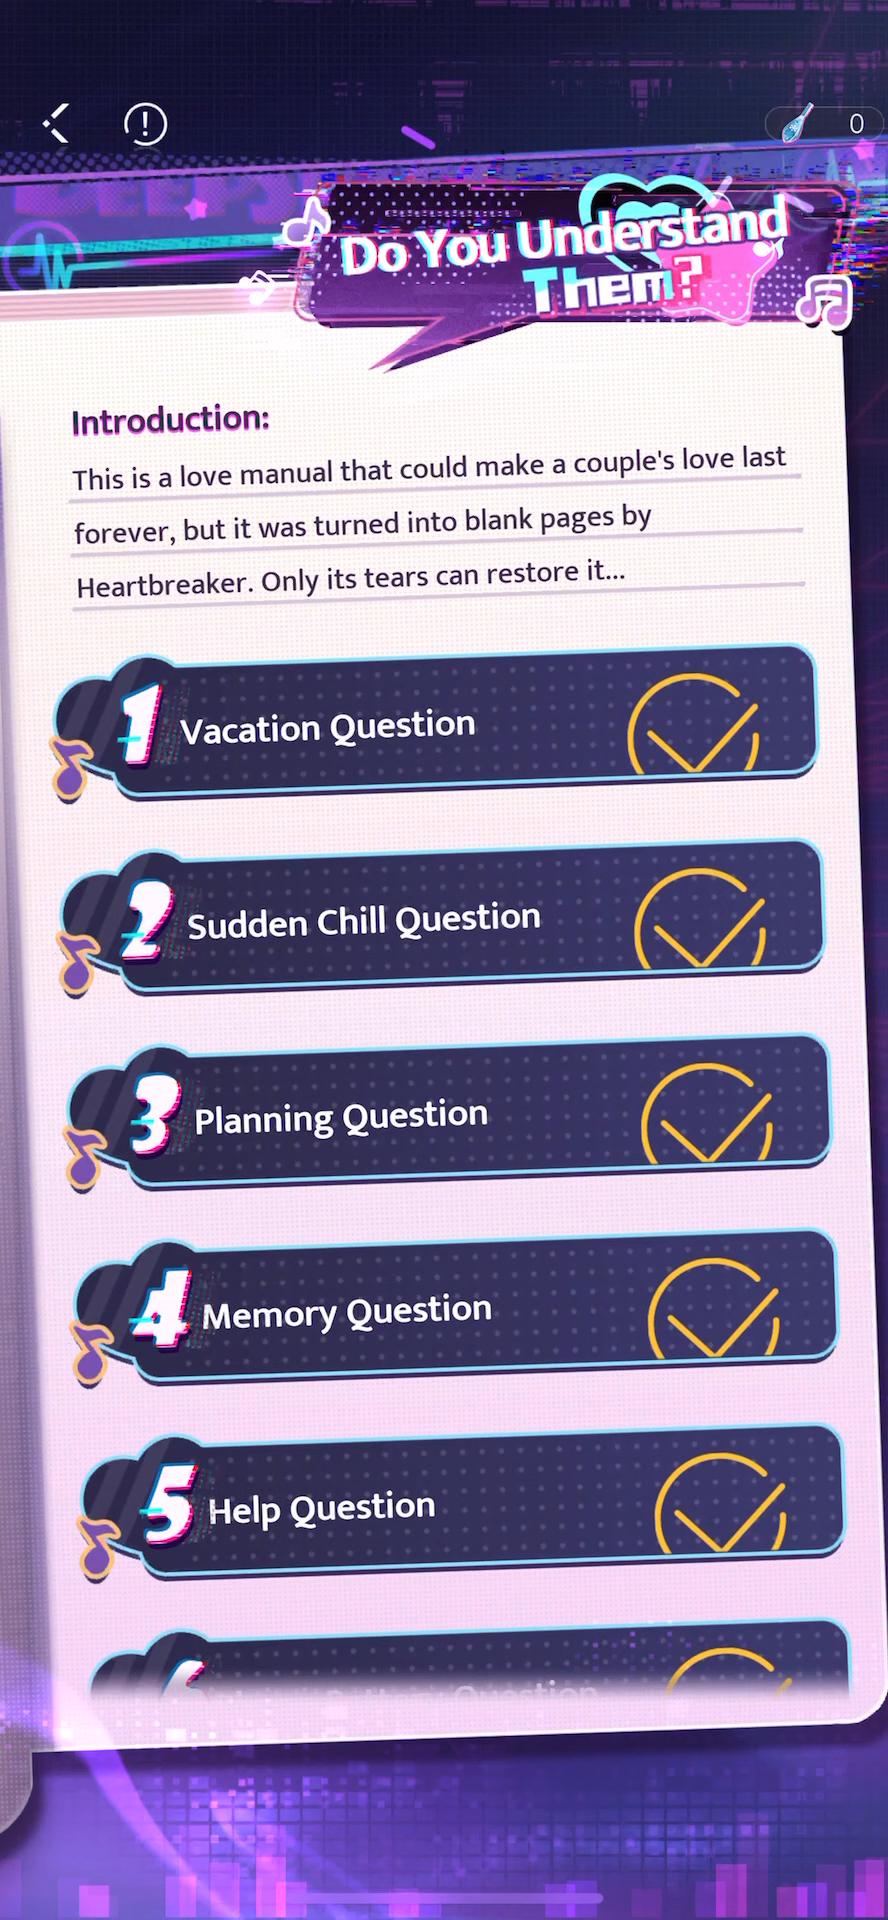 0
Do You Understand
Them?
Introduction:
This is a love manual that could make a couple's love last
forever, but it was turned into blank pages by
Heartbreaker. Only its tears can restore it...
1 Vacation Question
2 Sudden Chill Question
3 Planning Question
4 Memory Question
5 Help Question
6
Question